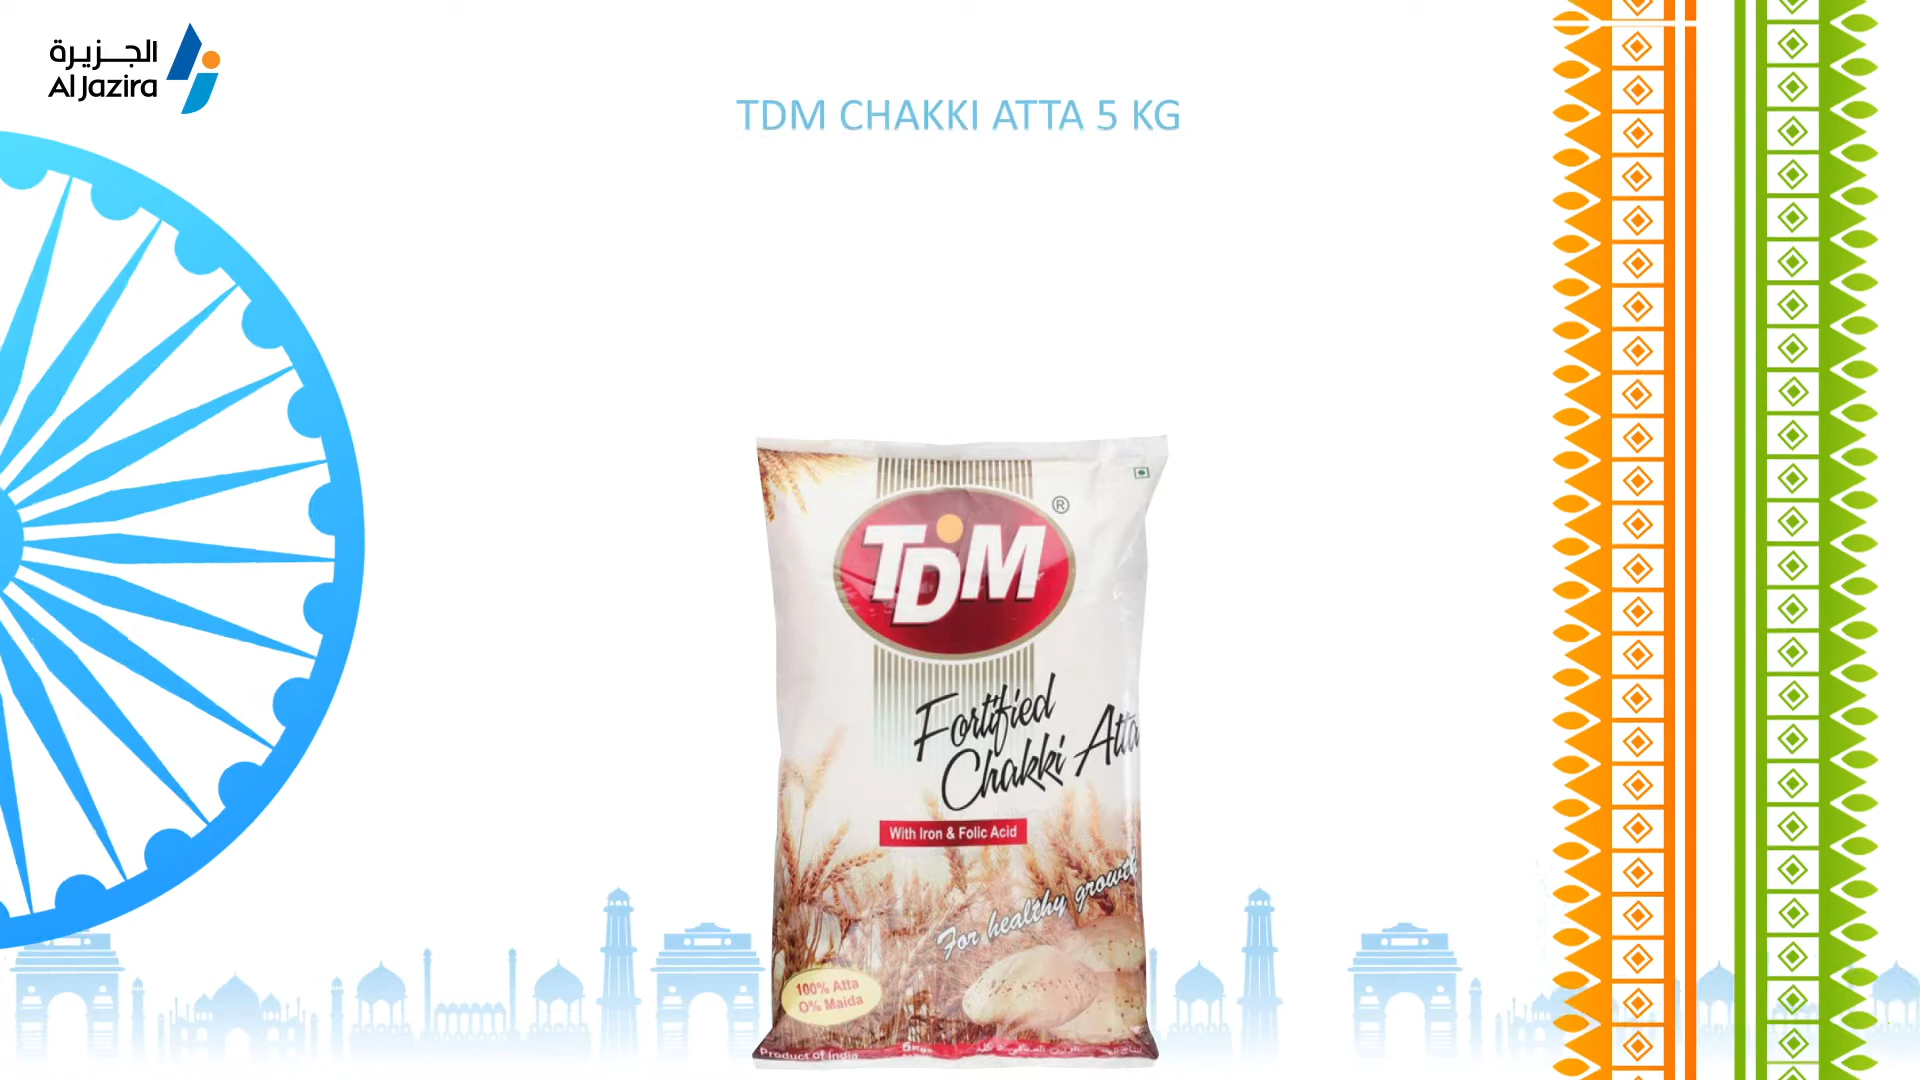 الجزيرة
Al Jazira
TDM CHAKKI ATTA 5 KG
®
TDM
Fortified
Chakki Atta
With Iron & Folic Acid
For healthy growth
100% Atta
0% Maida
Product of India